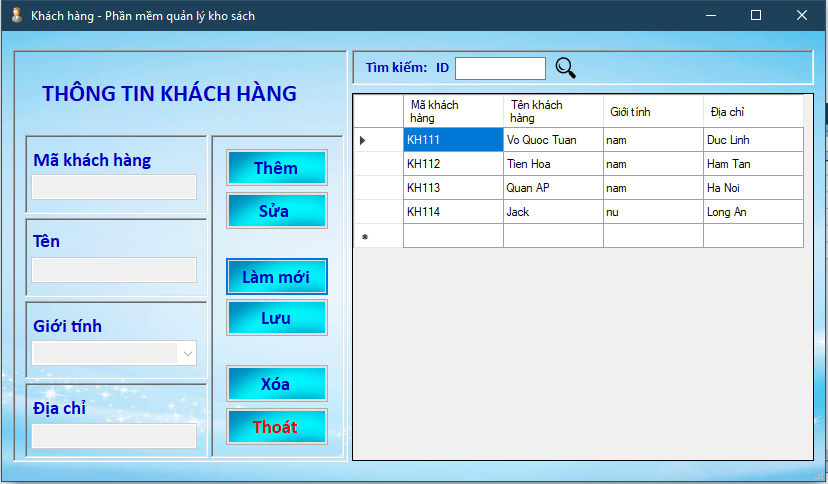 Khách hàng - Phần mềm quản lý kho sách
THÔNG TIN KHÁCH HÀNG
Mã khách hàng
Tên
Giới tính
Địa chỉ
Thêm
Sửa
Làm mới
Lưu
Xóa
Thoát
Tìm kiếm: ID
Mã khách hàng Tên khách hàng Giới tính Địa chỉ
KH111 Vo Quoc Tuan nam Duc Linh
KH112 Tien Hoa nam Ham Tan
KH113 Quan AP nam Ha Noi
KH114 Jack nu Long An